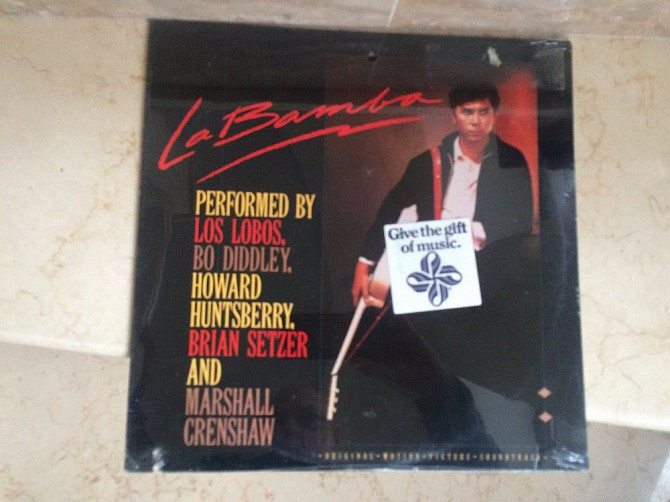 La Bamba
PERFORMED BY
LOS LOBOS,
BO DIDDLEY,
HOWARD
HUNTSBERRY,
BRIAN SETZER
AND
MARSHALL
CRENSHAW
Give the gift
of music.
·ORIGINAL·MOTION·PICTURE·SOUNDTRACK·